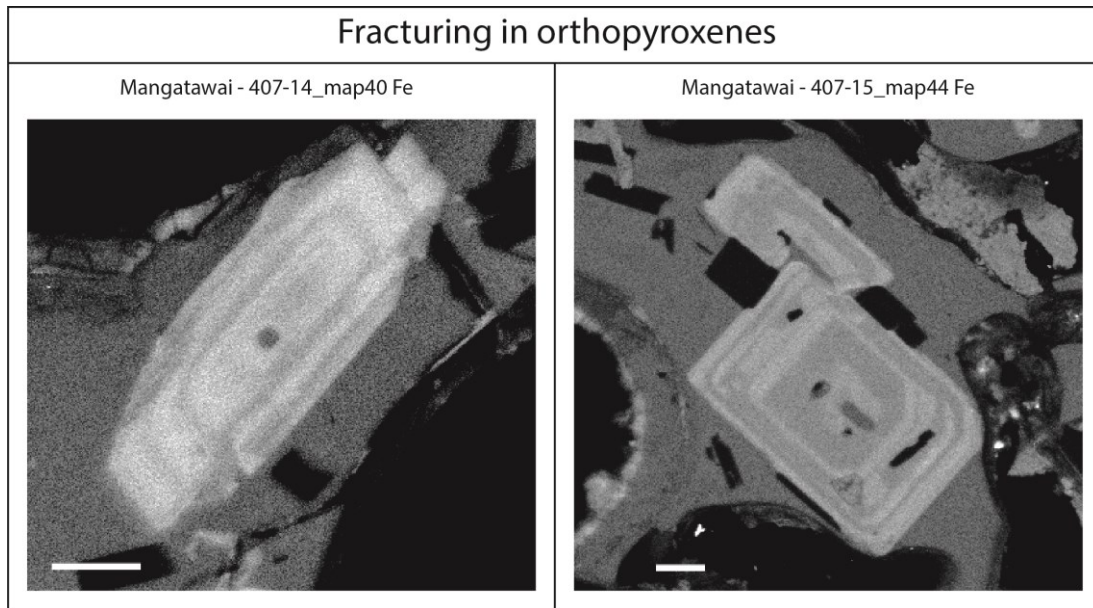 Fracturing in orthopyroxenes
Mangatawai - 407-14_map40 Fe
Mangatawai - 407-15_map44 Fe